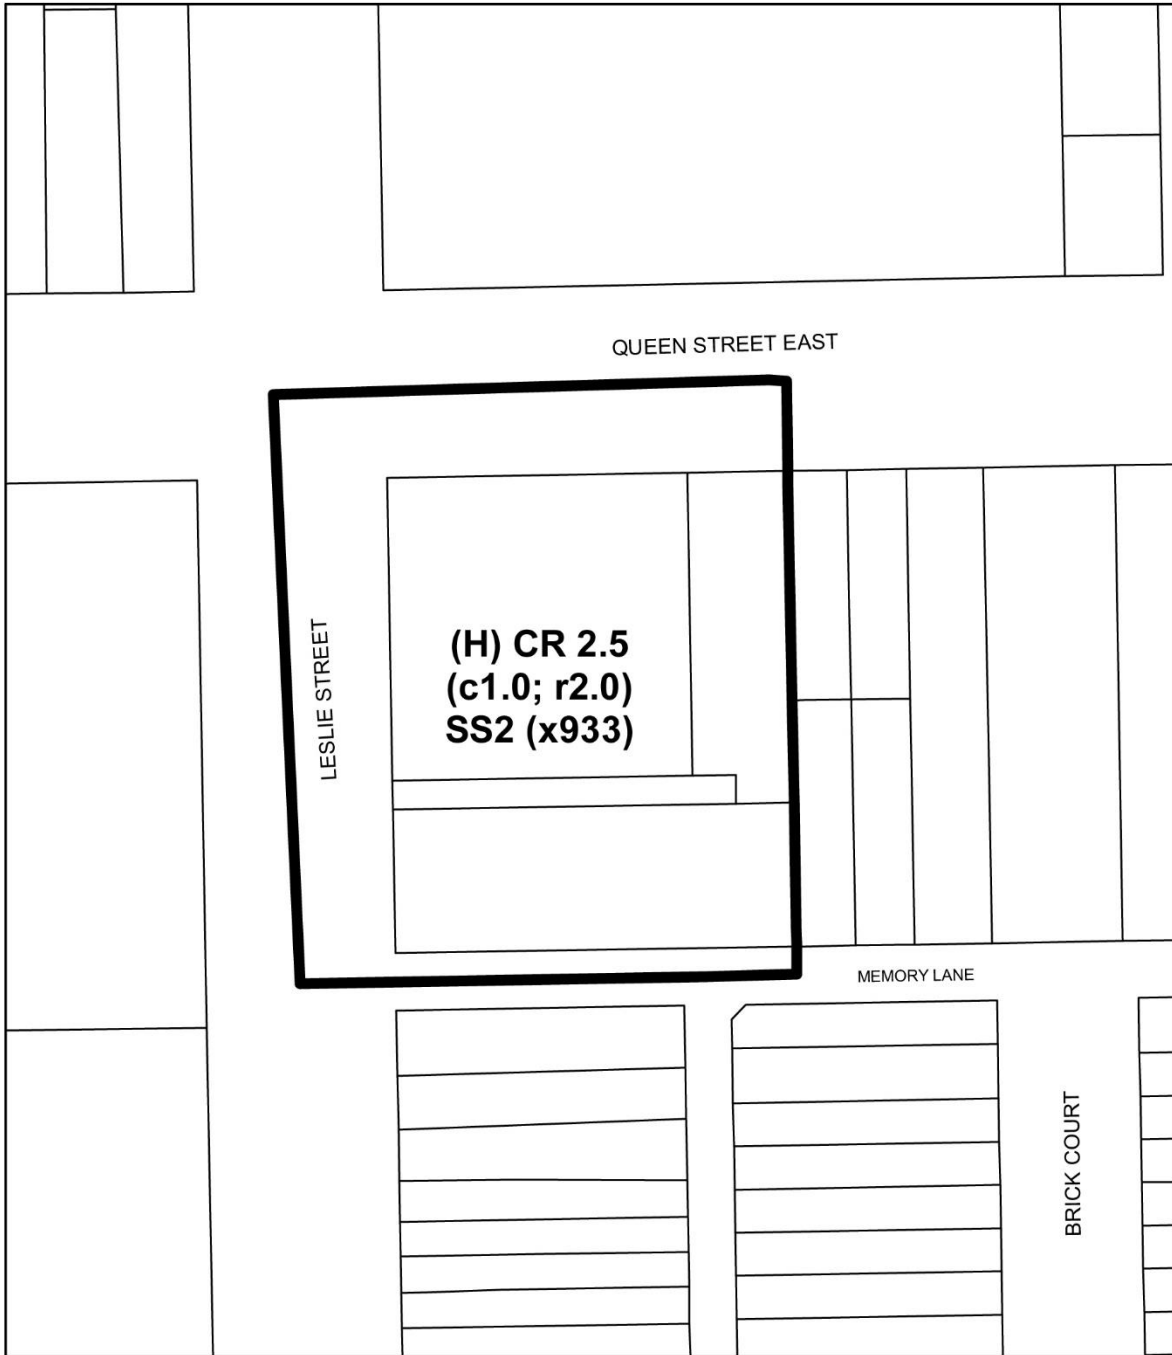 QUEEN STREET EAST
LESLIE STREET
(H) CR 2.5
(c1.0; r2.0)
SS2 (x933)
MEMORY LANE
BRICK COURT